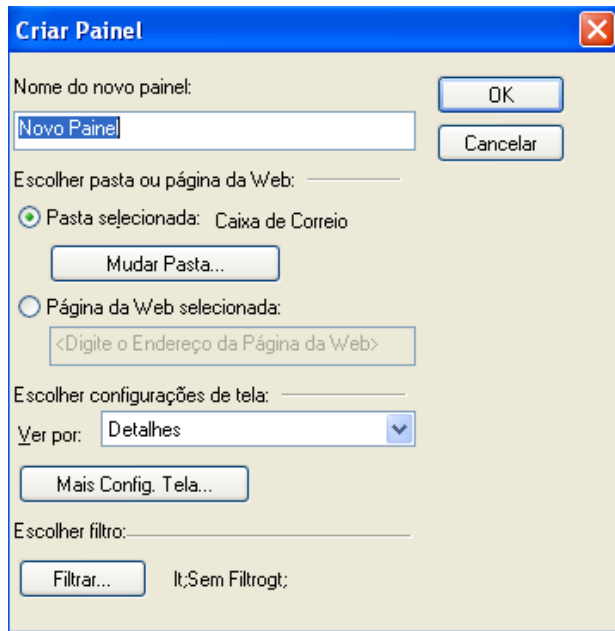 Criar Painel
Nome do novo painel:
OK
Novo Painel
Cancelar
Escolher pasta ou página da Web:
Pasta selecionada: Caixa de Correio
Mudar Pasta...
Página da Web selecionada:
<Digite o Endereço da Página da Web>
Escolher configurações de tela:
Ver por: Detalhes
Mais Config. Tela...
Escolher filtro:
Filtrar... lt;Sem Filtrogt;